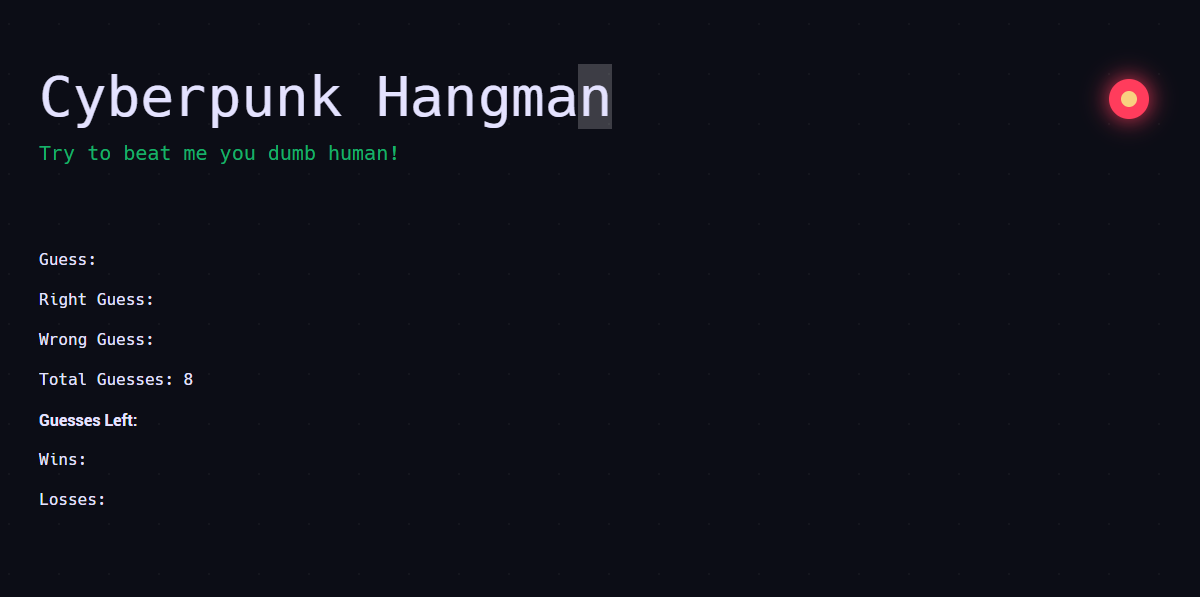 Cyberpunk Hangman
Try to beat me you dumb human!
Guess:
Right Guess:
Wrong Guess:
Total Guesses: 8
Guesses Left:
Wins:
Losses: